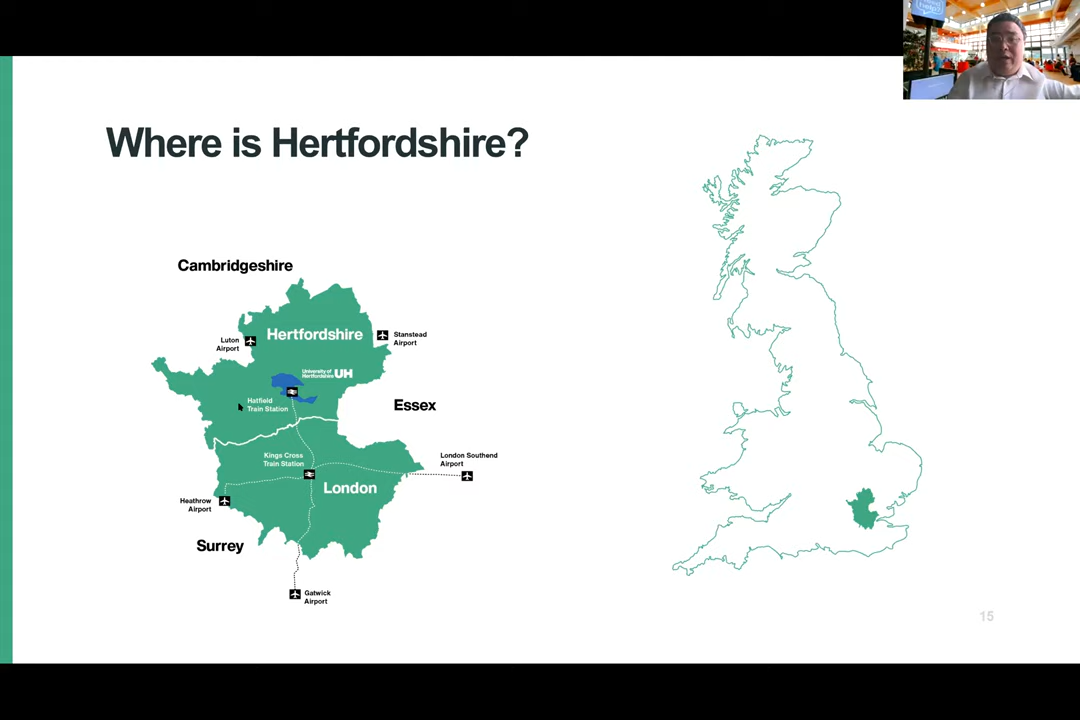 Where is Hertfordshire?
Cambridgeshire
Hertfordshire
Luton
Airport
Stanstead
Airport
University of
Hertfordshire UH
Hatfield
Train Station
Essex
Kings Cross
Train Station
London Southend
Airport
London
Heathrow
Airport
Surrey
Gatwick
Airport
15